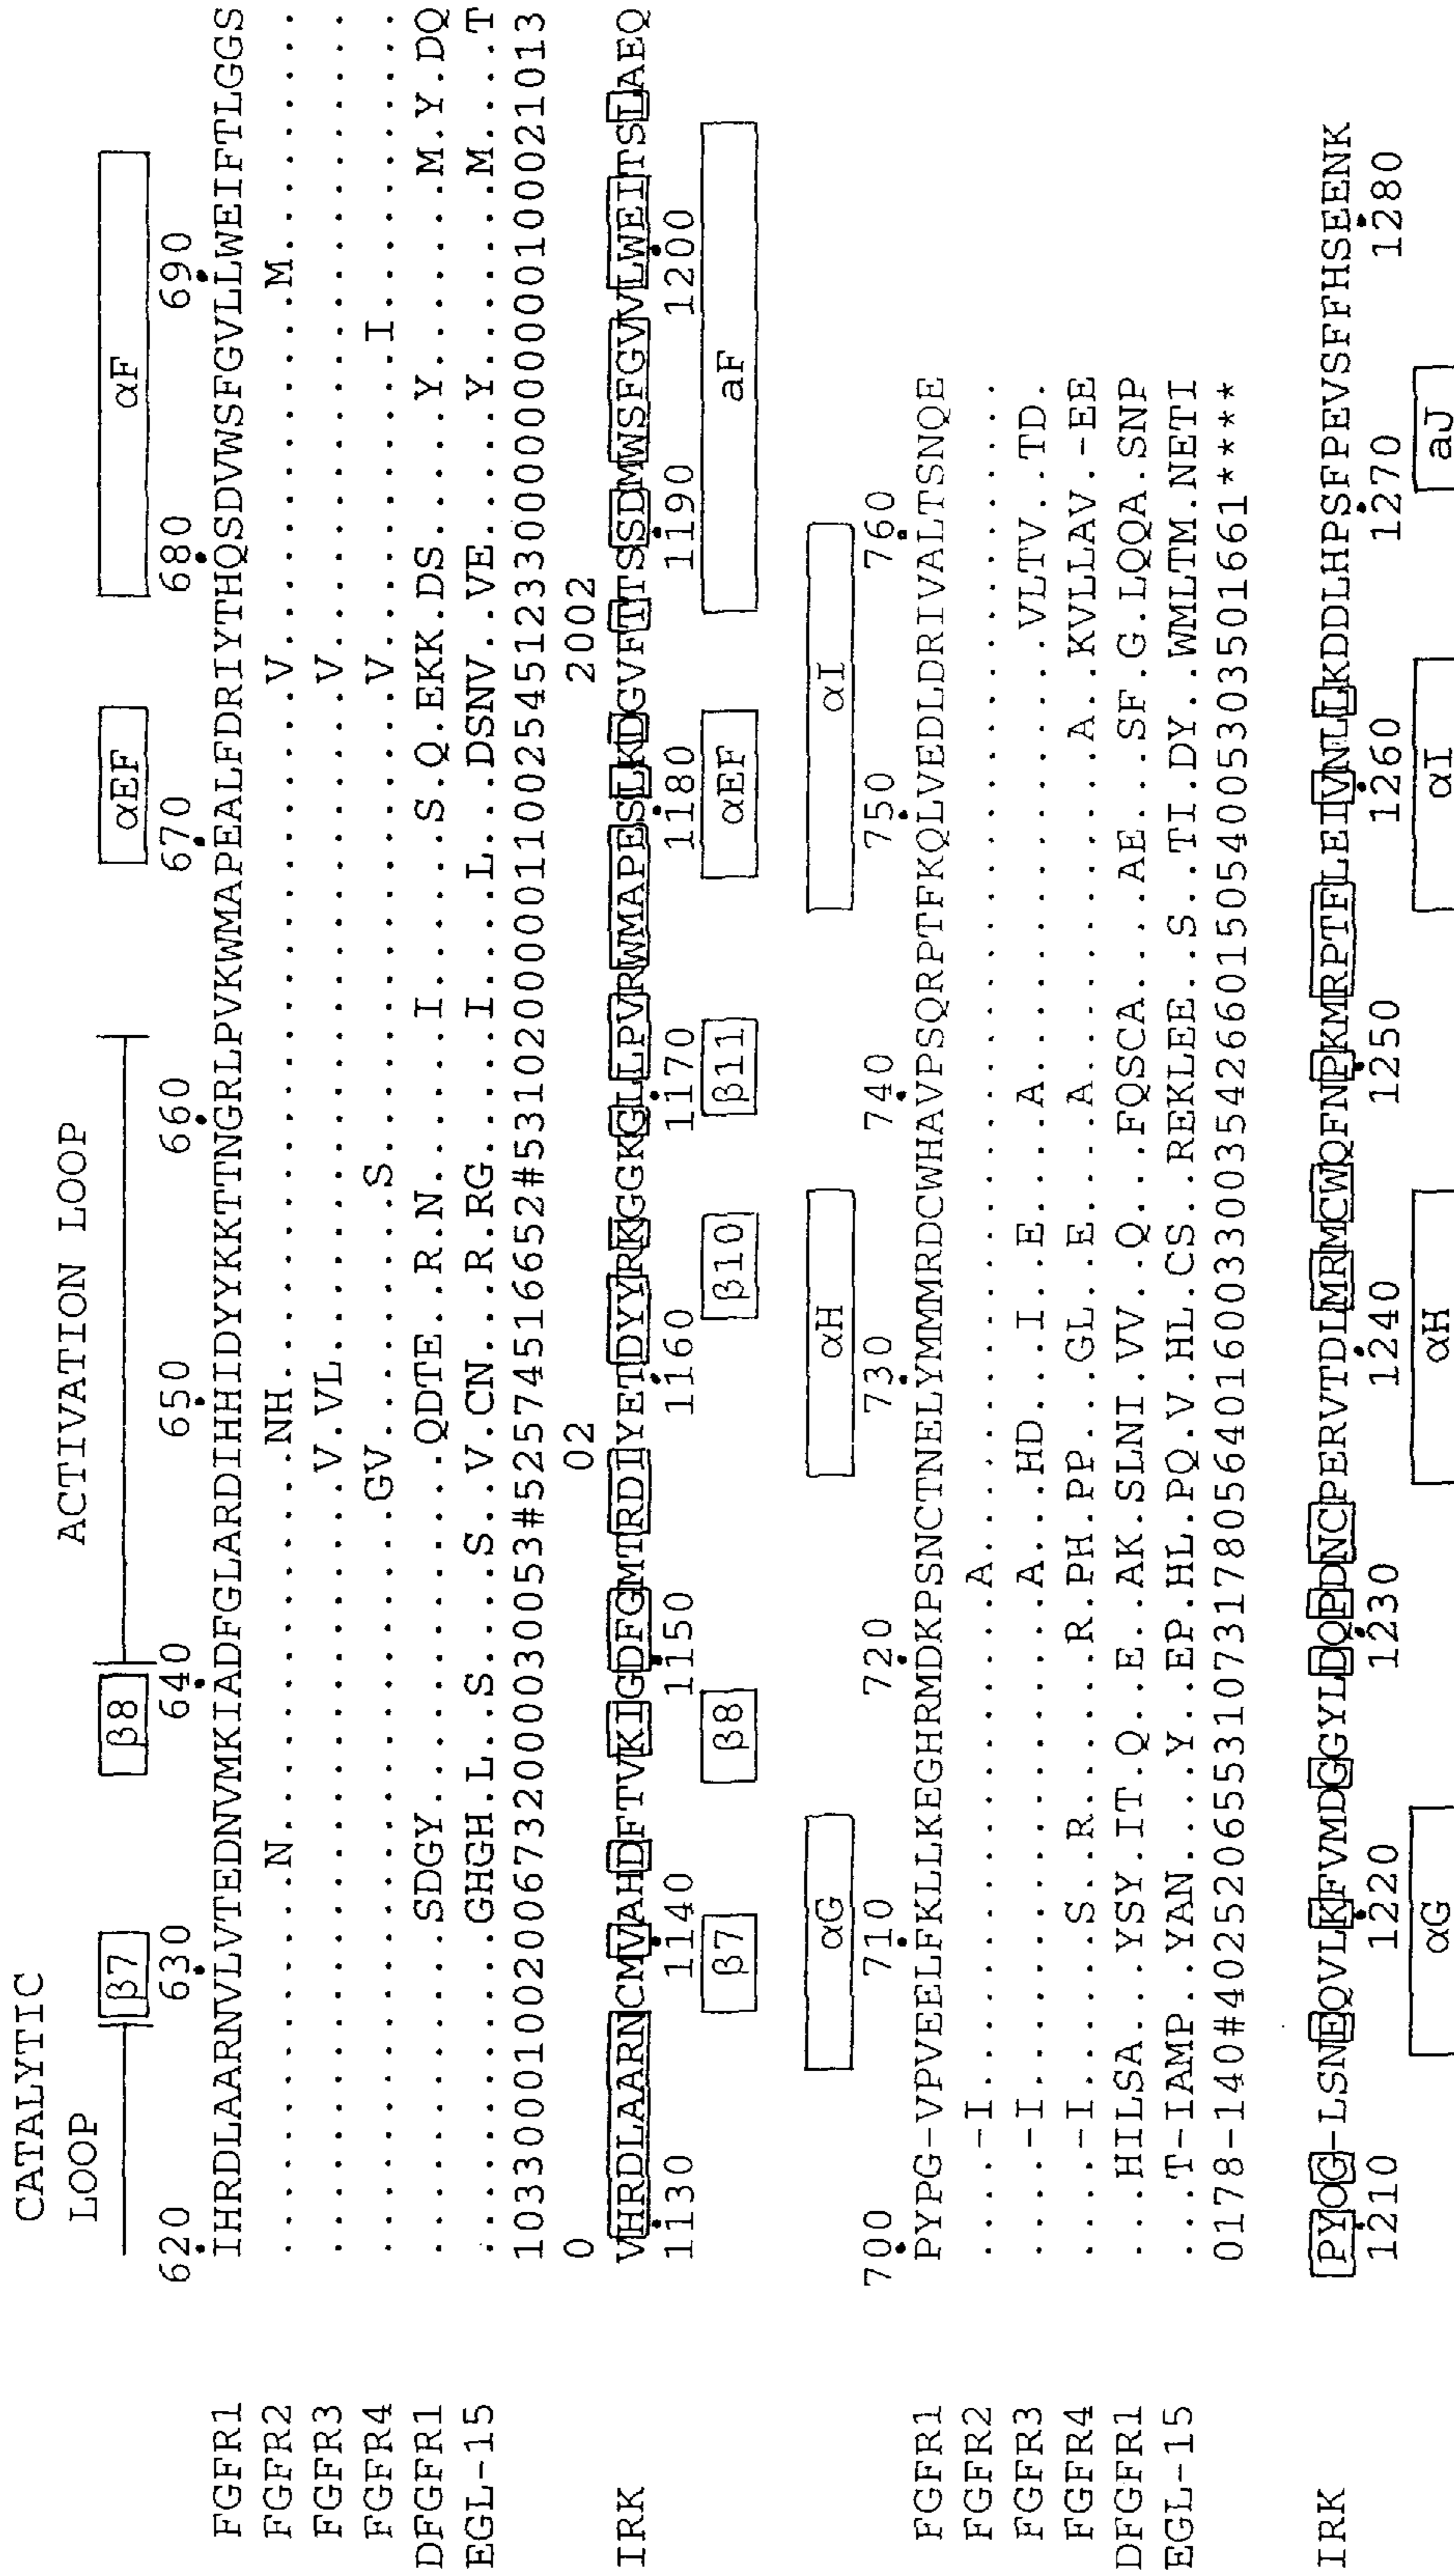 CATALYTIC
LOOP
ACTIVATION LOOP
β7 β8 αEF αF
620 630 640 650 660 670 680 690
FGFR1 IHRDLAARNVLVTEDNVMKIADFGLARDIHHIDYYKKTTNGRLPVKWMAPEALFDRIYTHQSDVWSFGVLLWEIFTLGGS
FGFR2 ..............N................NH...........................V..............M.........
FGFR3 .............................V.VL..........................V........................
FGFR4 ............................GV........S....................V............I...........
DFGFR1 ............SDGY................QDTE..R.N......I.......S.Q.EKK.DS.....Y.......M.Y.DQ
EGL-15 ............GHGH.L..S....S..V.CN...R.RG....I....L...DSNV..VE.....Y.......M....T
0 02 2002
IRK VHRDLAARNCMVAHDFTVKIGDFGMTRDIYETDYYRKGGKGLLPVRWMAPESLKDGVFTTSSDMWSFGVVLWEITSLAEQ
1130 1140 1150 1160 1170 1180 1190 1200
β7 β8 β10 β11 αEF aF
αG αH αI
700 710 720 730 740 750 760
FGFR1 PYPG-VPVEELFKLLKEGHRMDKPSNCTNELYMMMRDCWHAVPSQRPTFKQLVEDLDRIVALTSNQE
FGFR2 ....-I...................A.........................................
FGFR3 ....-I...................A...HD...I..E....A..................VLTV..TD.
FGFR4 ....-I......S..R.......R.PH.PP...GL..E....A.............A..KVLLAV.-EE
DFGFR1 ...HILSA...YSY.IT.Q..E..AK.SLNI.VV..Q...FQSCA...AE...SF.G.LQQA.SNP
EGL-15 ...T-IAMP..YAN....Y..EP.HL.PQ.V.HL.CS..REKLEE..S..TI.DY..WMLTM.NETI
IRK PYQG-LSNEQVLKFVMDGGYLDQPDNCPERVTDLMRMCWQFNPKMRPTFLEIVNLLKDDLHPSFPEVSFFHSEENK
1210 1220 1230 1240 1250 1260 1270 1280
αG αH αI aJ